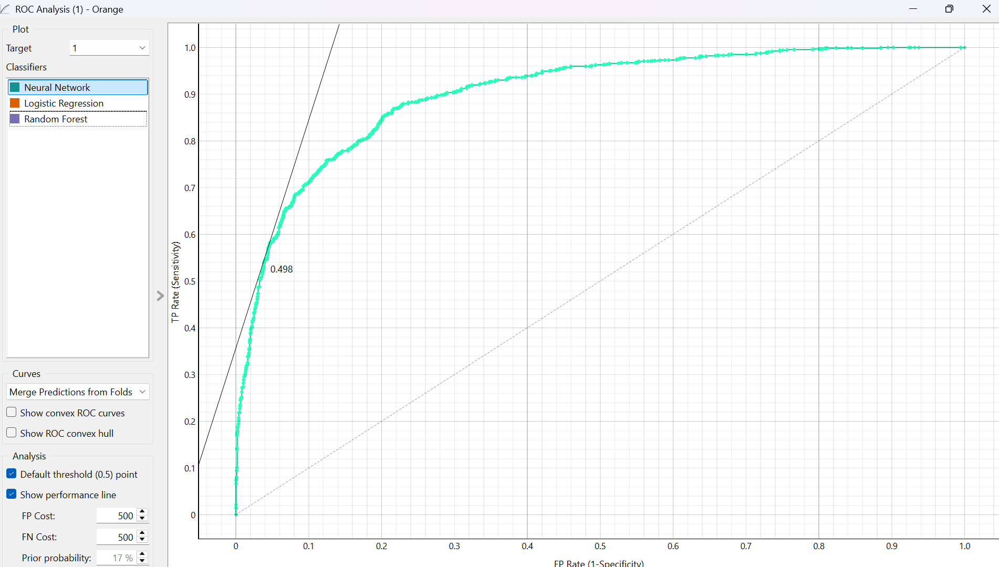 ROC Analysis (1) - Orange
Plot
Target
1
Classifiers
Neural Network
Logistic Regression
Random Forest
Curves
Merge Predictions from Folds
Show convex ROC curves
Show ROC convex hull
Analysis
Default threshold (0.5) point
Show performance line
FP Cost:
500
FN Cost:
500
Prior probability:
17 %
TP Rate (Sensitivity)
1.0
0.9
0.8
0.7
0.6
0.5
0.4
0.3
0.2
0.1
0
0.498
0
0.1
0.2
0.3
0.4
0.5
0.6
0.7
0.8
0.9
1.0
FP Rate (1-Specificity)